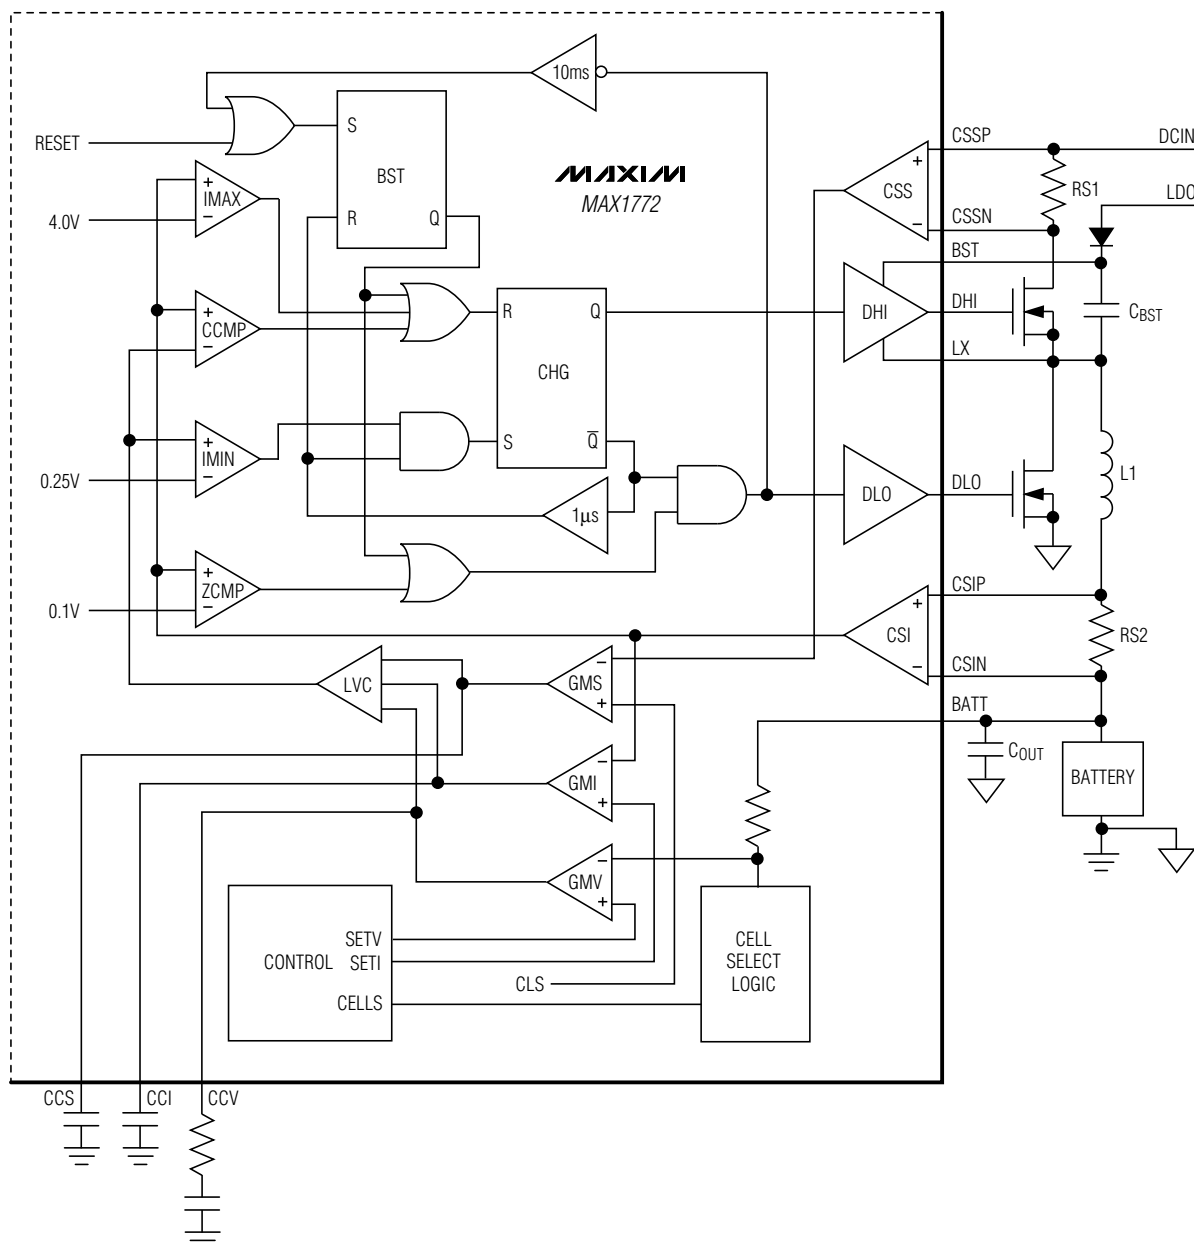 10ms
RESET
S
BST
R
Q
MAXIM
MAX1772
CSSP
DCIN
+
CSS
RS1
LDO
−
CSSN
+
IMAX
−
4.0V
BST
DHI
DHI
CBST
LX
+
CCMP
−
R
Q
CHG
S
Q̅
+
IMIN
−
0.25V
1μs
DLO
DLO
L1
+
ZCMP
−
0.1V
CSIP
+
CSI
RS2
−
CSIN
LVC
−
GMS
+
BATT
COUT
BATTERY
−
GMI
+
−
GMV
+
CONTROL
SETV
SETI
CELLS
CLS
CELL
SELECT
LOGIC
CCS
CCI
CCV